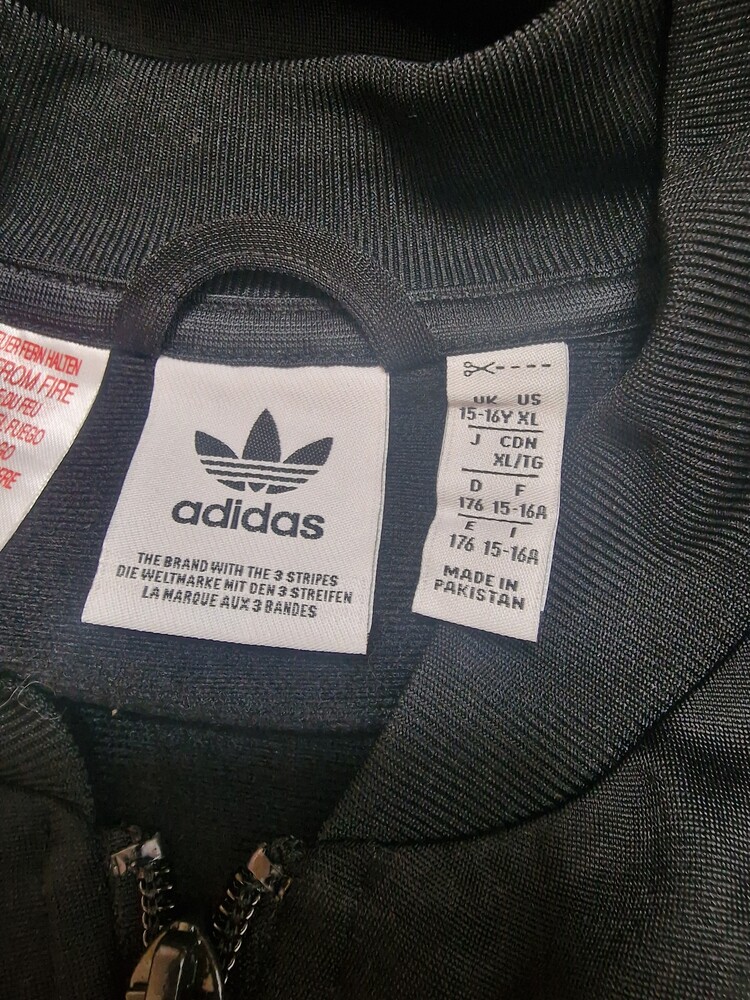 FROM FIRE
FUEGO
adidas
THE BRAND WITH THE 3 STRIPES
DIE WELTMARKE MIT DEN 3 STREIFEN
LA MARQUE AUX 3 BANDES
UK US
15-16Y XL
J CDN
XL/TG
D F
176 15-16A
E I
176 15-16A
MADE IN
PAKISTAN